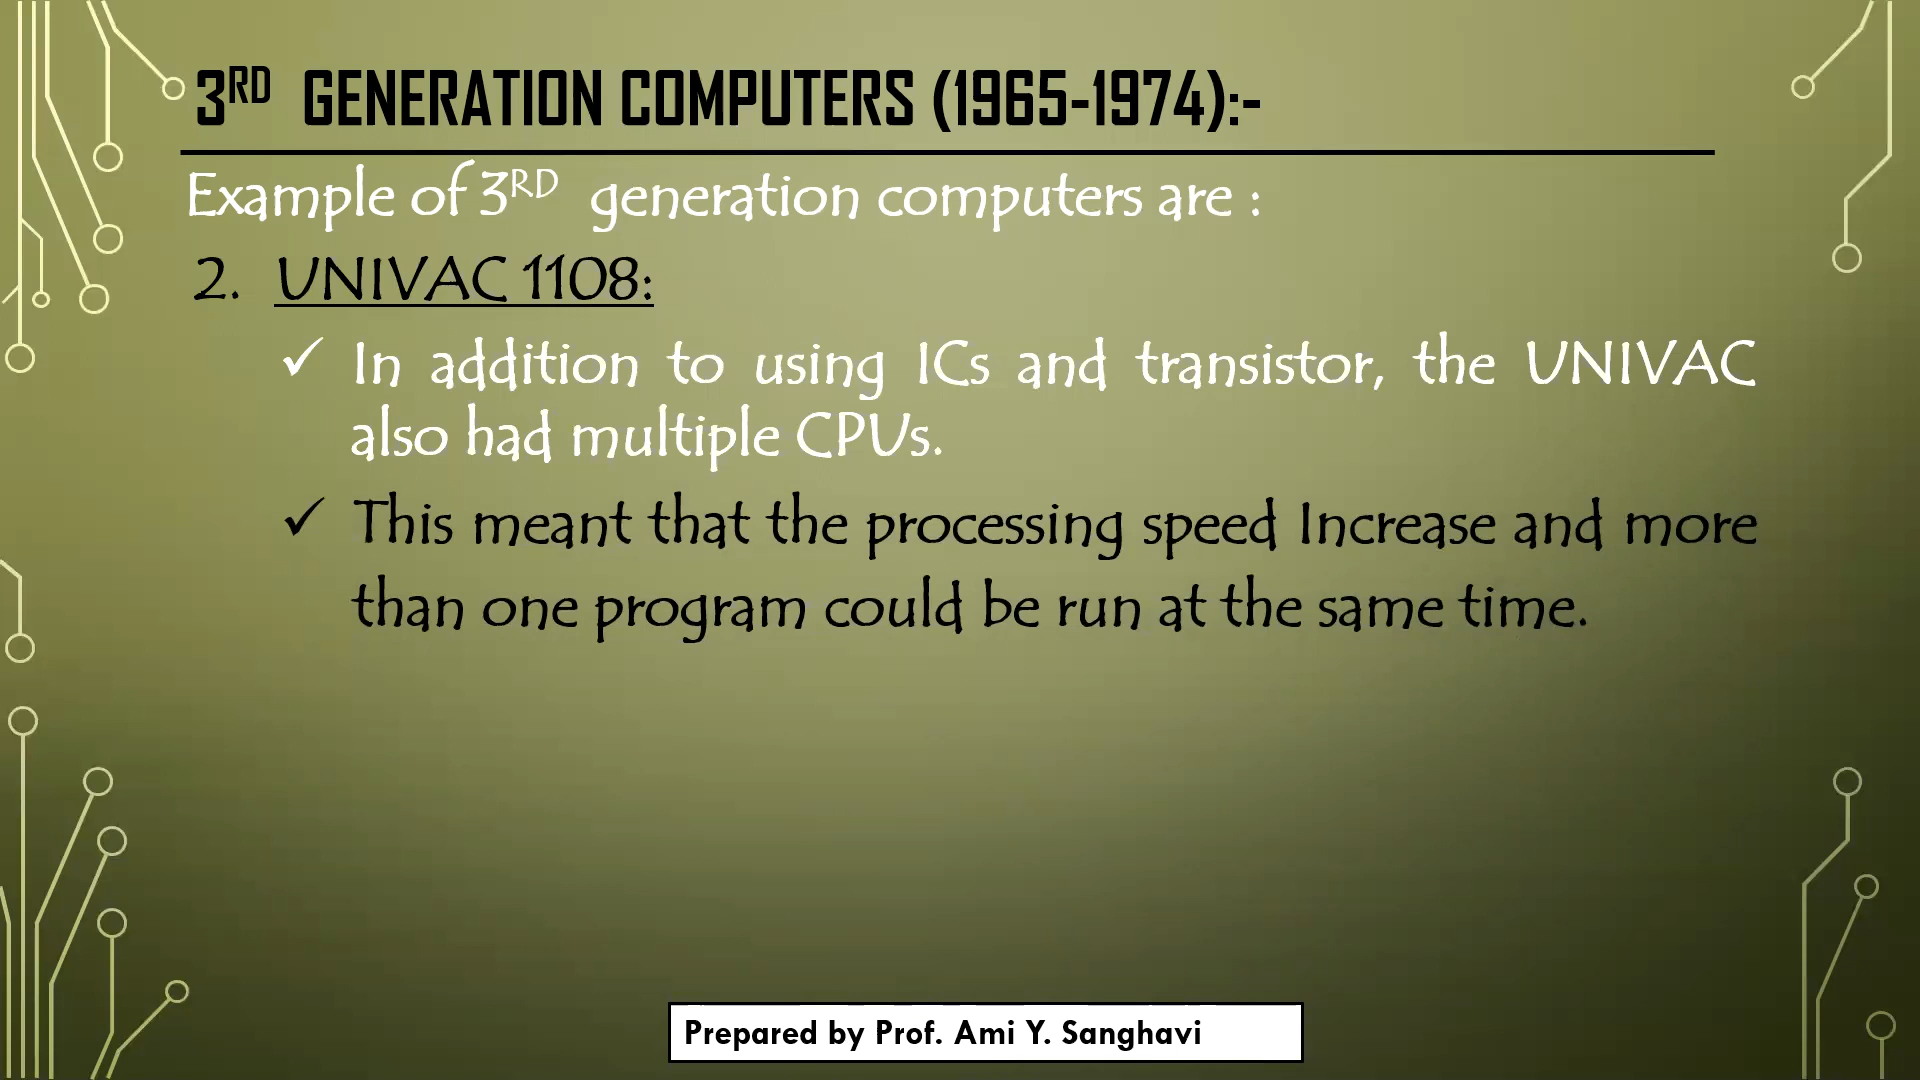 3RD GENERATION COMPUTERS (1965-1974):-
Example of 3RD generation computers are :
2. UNIVAC 1108:
✓ In addition to using ICs and transistor, the UNIVAC
also had multiple CPUs.
✓ This meant that the processing speed Increase and more
than one program could be run at the same time.
Prepared by Prof. Ami Y. Sanghavi